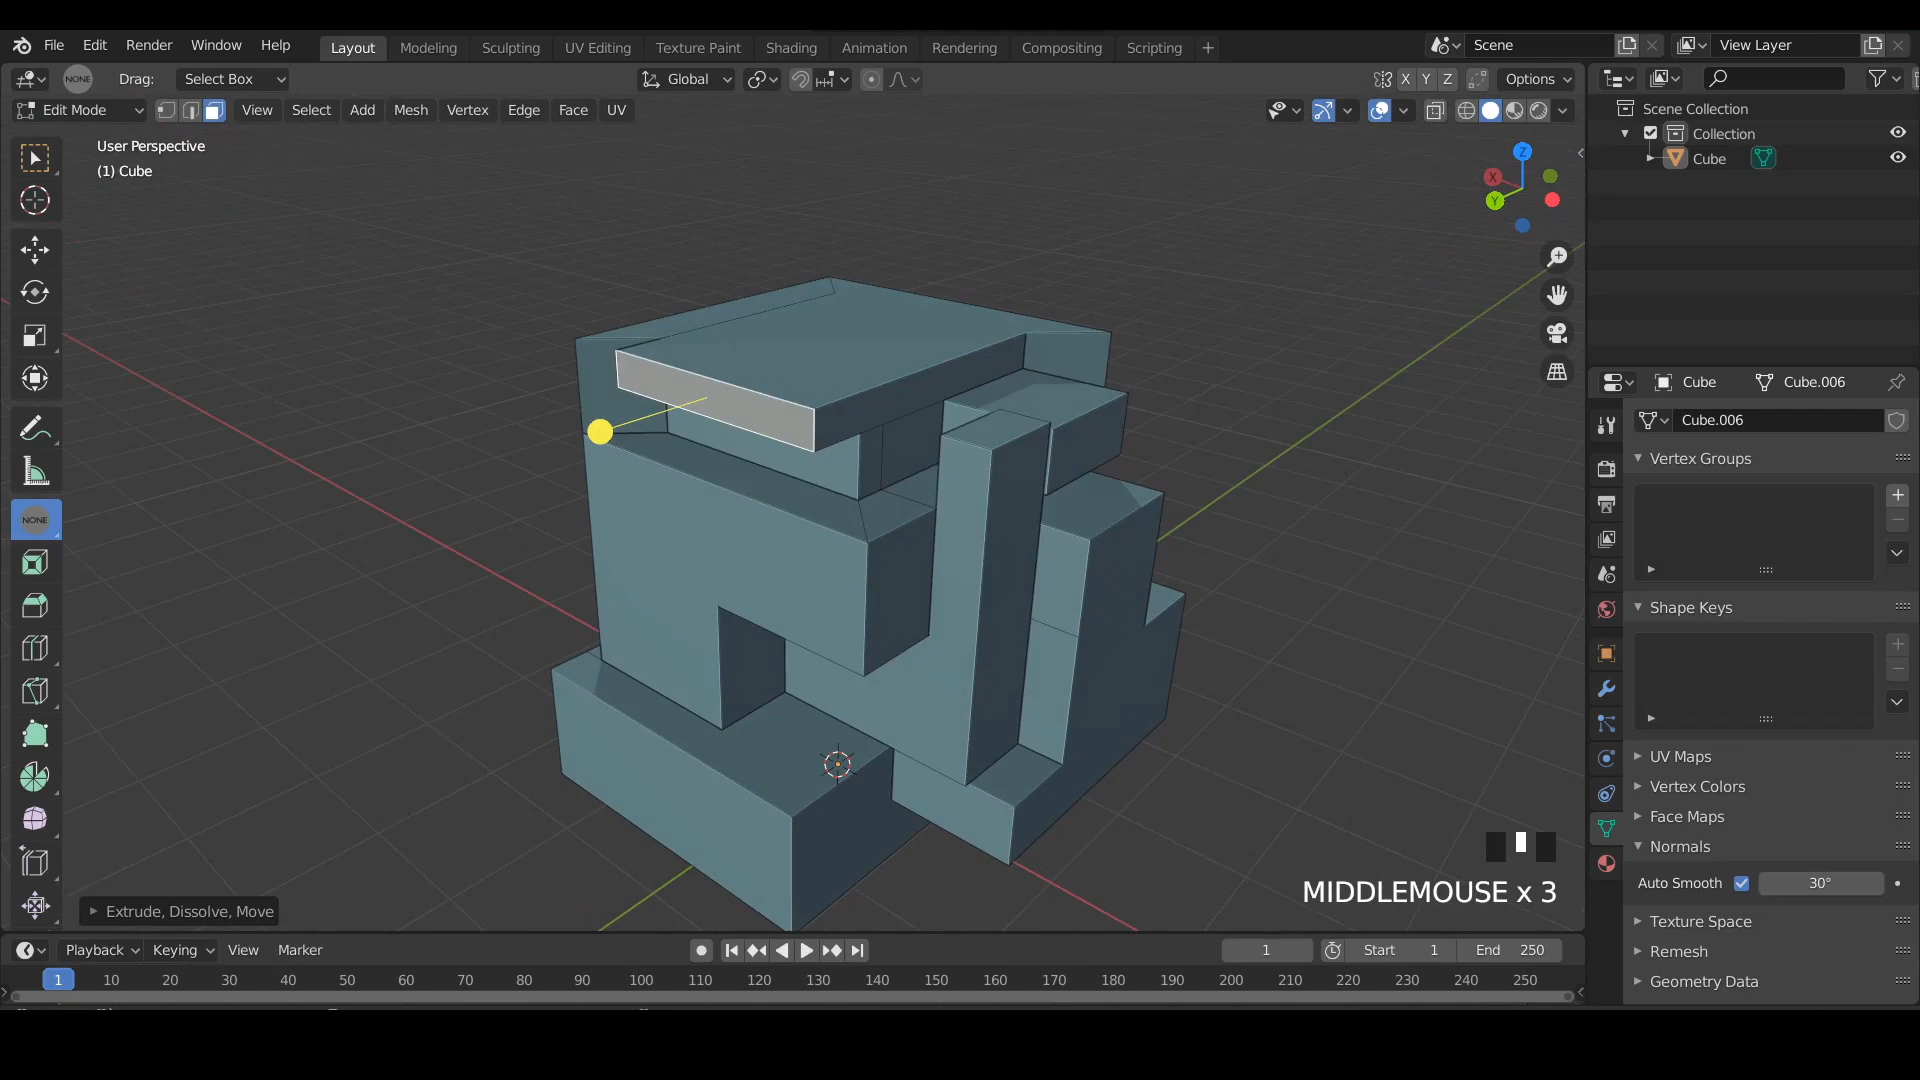 File Edit Render Window Help Layout Modeling Sculpting UV Editing Texture Paint Shading Animation Rendering Compositing Scripting + Scene View Layer
NONE Drag: Select Box Global X Y Z Options
Edit Mode View Select Add Mesh Vertex Edge Face UV
Scene Collection
Collection
Cube
User Perspective
(1) Cube
Z
X
Y
Cube Cube.006
Cube.006
Vertex Groups
NONE
Shape Keys
UV Maps
Vertex Colors
Face Maps
Normals
Auto Smooth 30°
MIDDLEMOUSE x 3
Extrude, Dissolve, Move
Texture Space
Remesh
Geometry Data
Playback Keying View Marker 1 Start 1 End 250
1 10 20 30 40 50 60 70 80 90 100 110 120 130 140 150 160 170 180 190 200 210 220 230 240 250